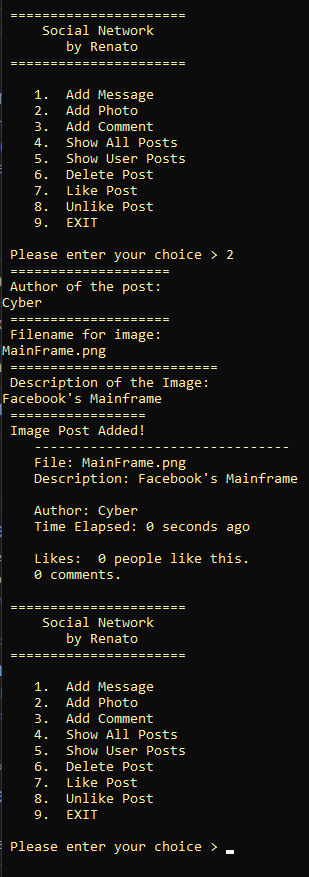 ======================
Social Network
by Renato
======================
1. Add Message
2. Add Photo
3. Add Comment
4. Show All Posts
5. Show User Posts
6. Delete Post
7. Like Post
8. Unlike Post
9. EXIT
Please enter your choice > 2
====================
Author of the post:
Cyber
====================
Filename for image:
MainFrame.png
==========================
Description of the Image:
Facebook's Mainframe
=================
Image Post Added!
--------------------------------
File: MainFrame.png
Description: Facebook's Mainframe
Author: Cyber
Time Elapsed: 0 seconds ago
Likes: 0 people like this.
0 comments.
======================
Social Network
by Renato
======================
1. Add Message
2. Add Photo
3. Add Comment
4. Show All Posts
5. Show User Posts
6. Delete Post
7. Like Post
8. Unlike Post
9. EXIT
Please enter your choice > _